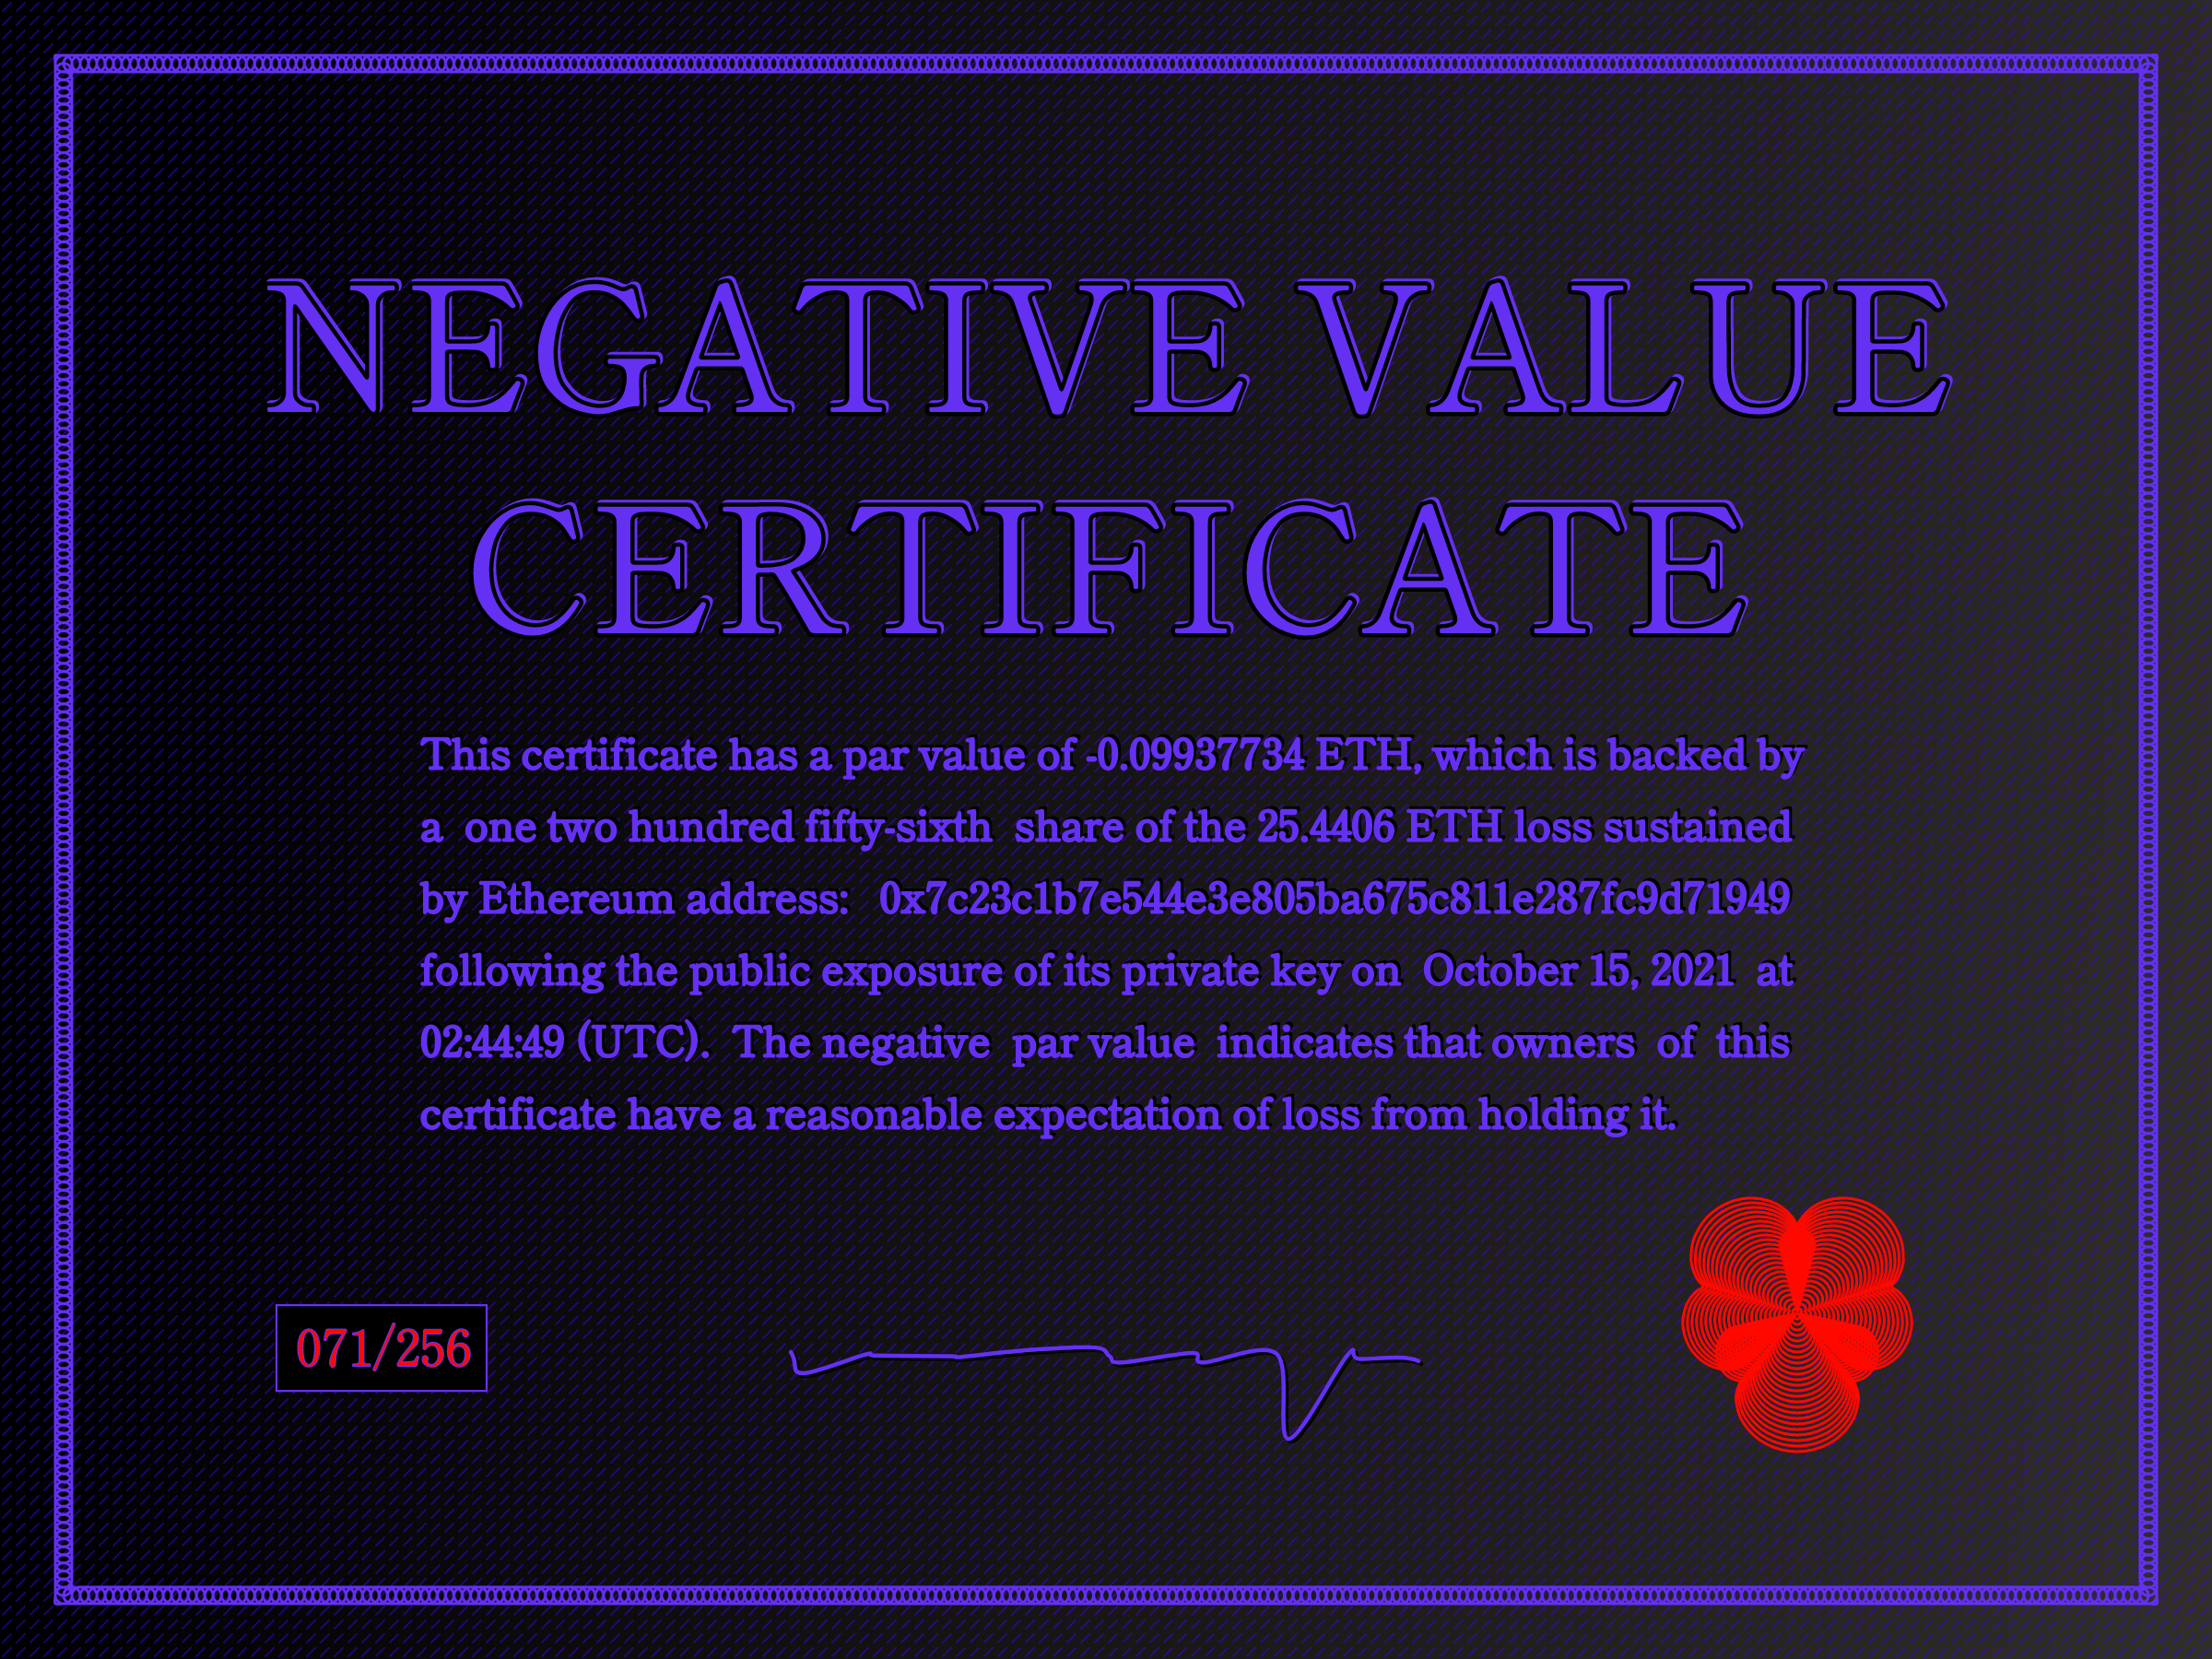 NEGATIVE VALUE
CERTIFICATE
This certificate has a par value of -0.09937734 ETH, which is backed by
a one two hundred fifty-sixth share of the 25.4406 ETH loss sustained
by Ethereum address: 0x7c23c1b7e544e3e805ba675c811e287fc9d71949
following the public exposure of its private key on October 15, 2021 at
02:44:49 (UTC). The negative par value indicates that owners of this
certificate have a reasonable expectation of loss from holding it.
071/256